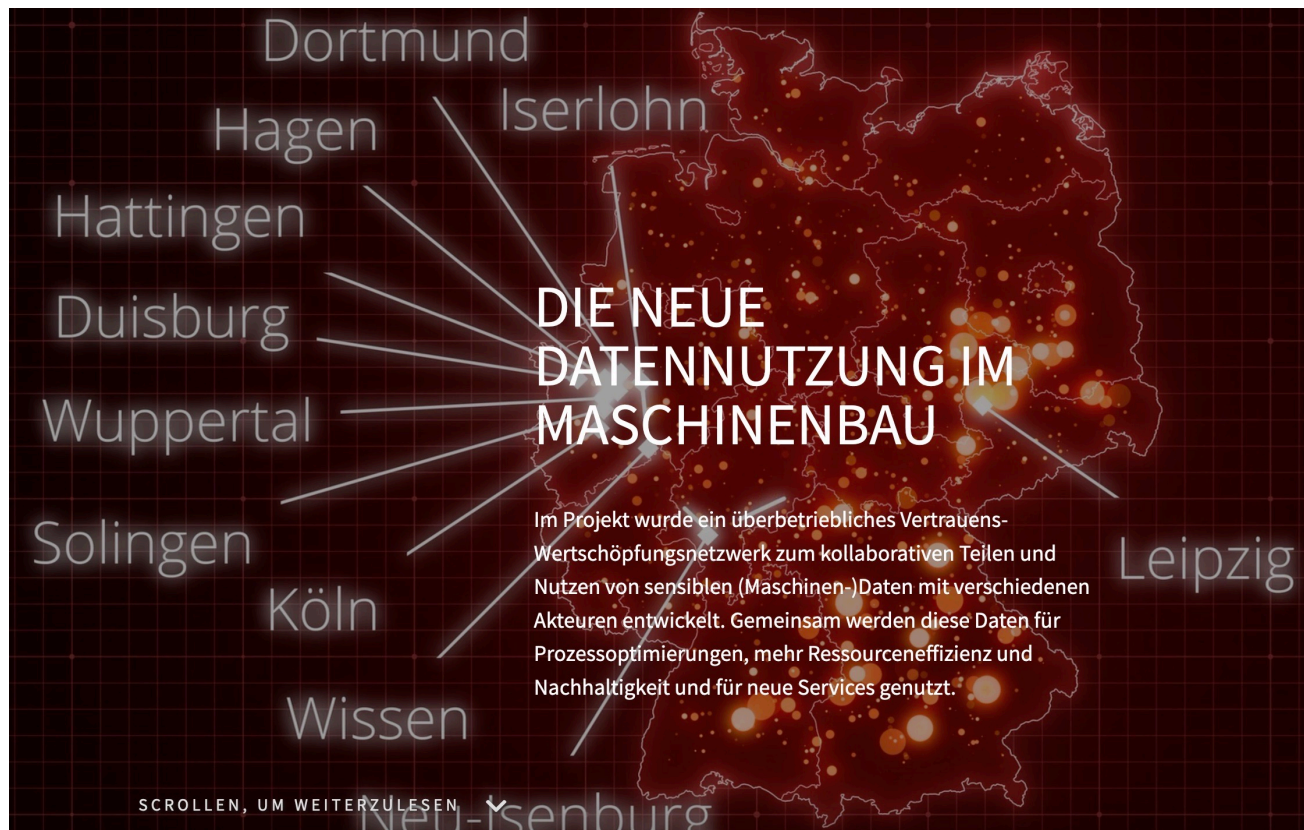 Dortmund
Iserlohn
Hagen
Hattingen
Duisburg
Wuppertal
Solingen
Köln
Wissen
Neu-Isenburg
Leipzig
DIE NEUE
DATENNUTZUNG IM
MASCHINENBAU
Im Projekt wurde ein überbetriebliches Vertrauens-
Wertschöpfungsnetzwerk zum kollaborativen Teilen und
Nutzen von sensiblen (Maschinen-)Daten mit verschiedenen
Akteuren entwickelt. Gemeinsam werden diese Daten für
Prozessoptimierungen, mehr Ressourceneffizienz und
Nachhaltigkeit und für neue Services genutzt.
SCROLLEN, UM WEITERZULESEN